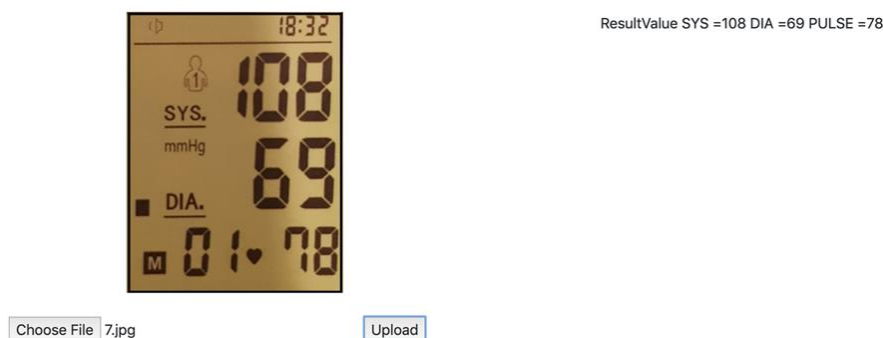 18:32
1
108
SYS.
mmHg
69
DIA.
M 01 78
ResultValue SYS =108 DIA =69 PULSE =78
Choose File 7.jpg
Upload